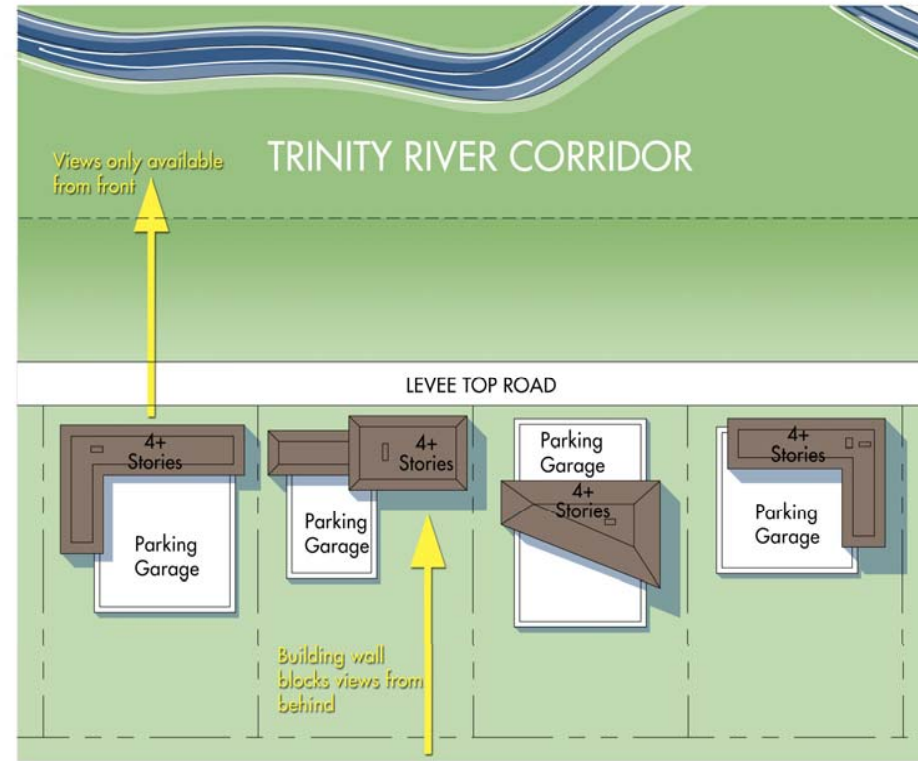 Views only available
from front
TRINITY RIVER CORRIDOR
LEVEE TOP ROAD
4+
Stories
Parking
Garage
4+
Stories
Parking
Garage
Parking
Garage
4+
Stories
4+
Stories
Parking
Garage
Building wall
blocks views from
behind